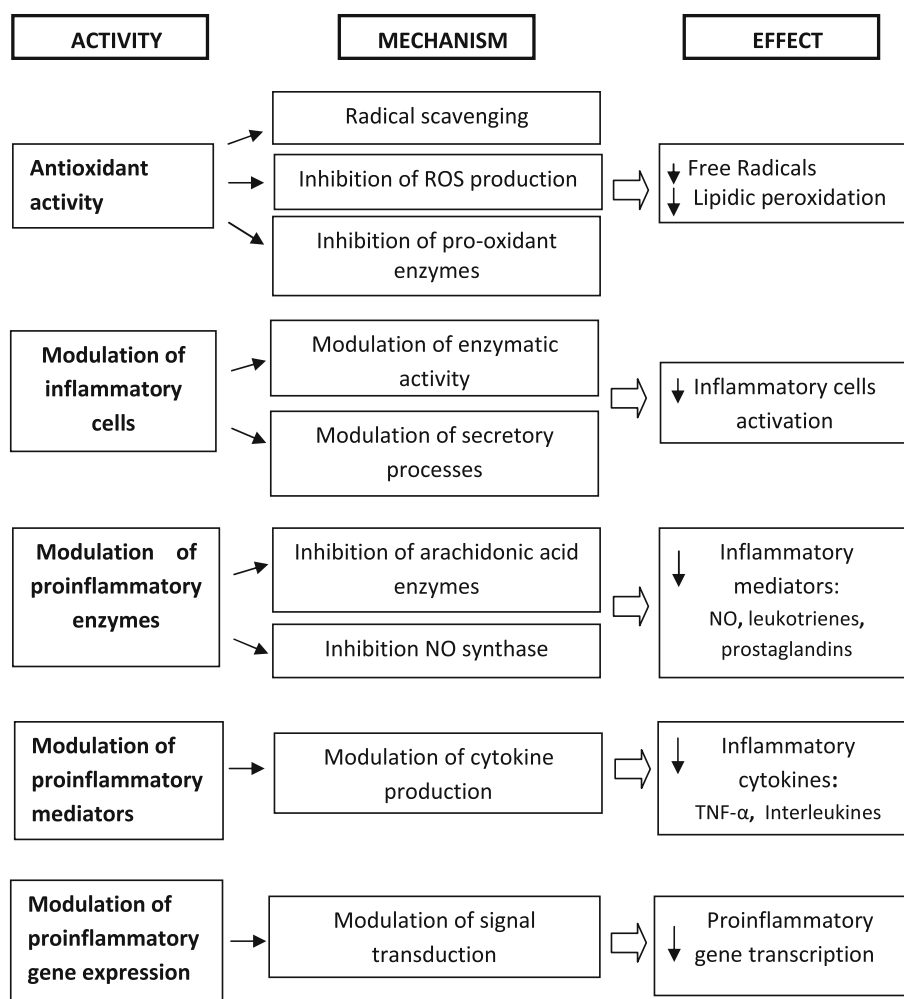 ACTIVITY
MECHANISM
EFFECT
Antioxidant
activity
Radical scavenging
Inhibition of ROS production
Inhibition of pro-oxidant
enzymes
Free Radicals
Lipidic peroxidation
Modulation of
inflammatory
cells
Modulation of enzymatic
activity
Modulation of secretory
processes
Inflammatory cells
activation
Modulation of
proinflammatory
enzymes
Inhibition of arachidonic acid
enzymes
Inhibition NO synthase
Inflammatory
mediators:
NO, leukotrienes,
prostaglandins
Modulation of
proinflammatory
mediators
Modulation of cytokine
production
Inflammatory
cytokines:
TNF-α, Interleukines
Modulation of
proinflammatory
gene expression
Modulation of signal
transduction
Proinflammatory
gene transcription